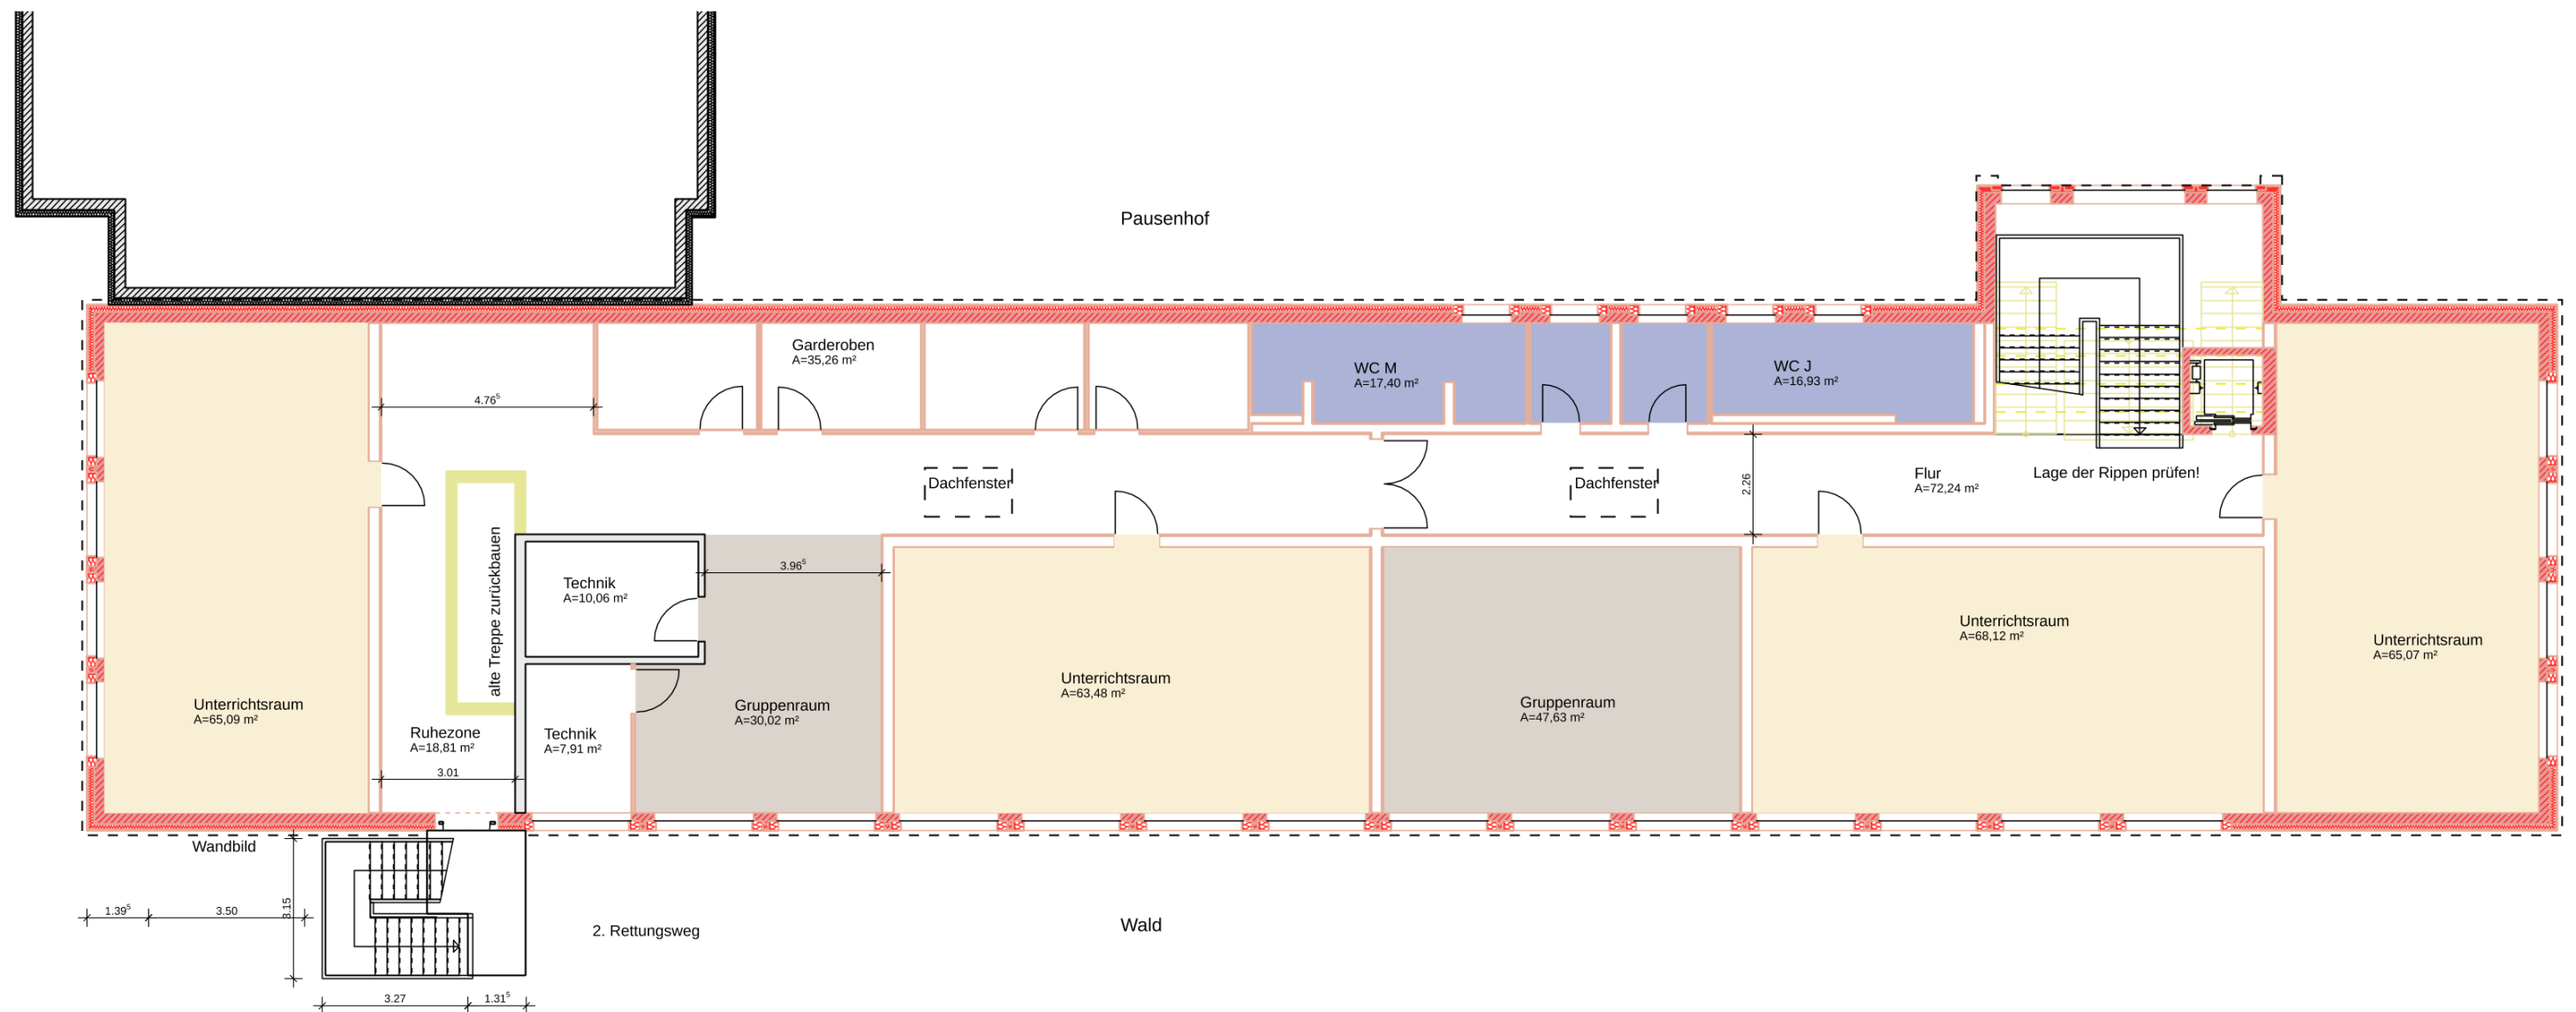 Pausenhof
Garderoben
A=35,26 m²
WC M
A=17,40 m²
WC J
A=16,93 m²
4.76⁵
Dachfenster
Dachfenster
2.26
Flur
A=72,24 m²
Lage der Rippen prüfen!
alte Treppe zurückbauen
Technik
A=10,06 m²
3.96⁵
Unterrichtsraum
A=65,09 m²
Ruhezone
A=18,81 m²
3.01
Technik
A=7,91 m²
Gruppenraum
A=30,02 m²
Unterrichtsraum
A=63,48 m²
Gruppenraum
A=47,63 m²
Unterrichtsraum
A=68,12 m²
Unterrichtsraum
A=65,07 m²
Wandbild
1.39⁵
3.50
3.15
2. Rettungsweg
Wald
3.27
1.31⁵